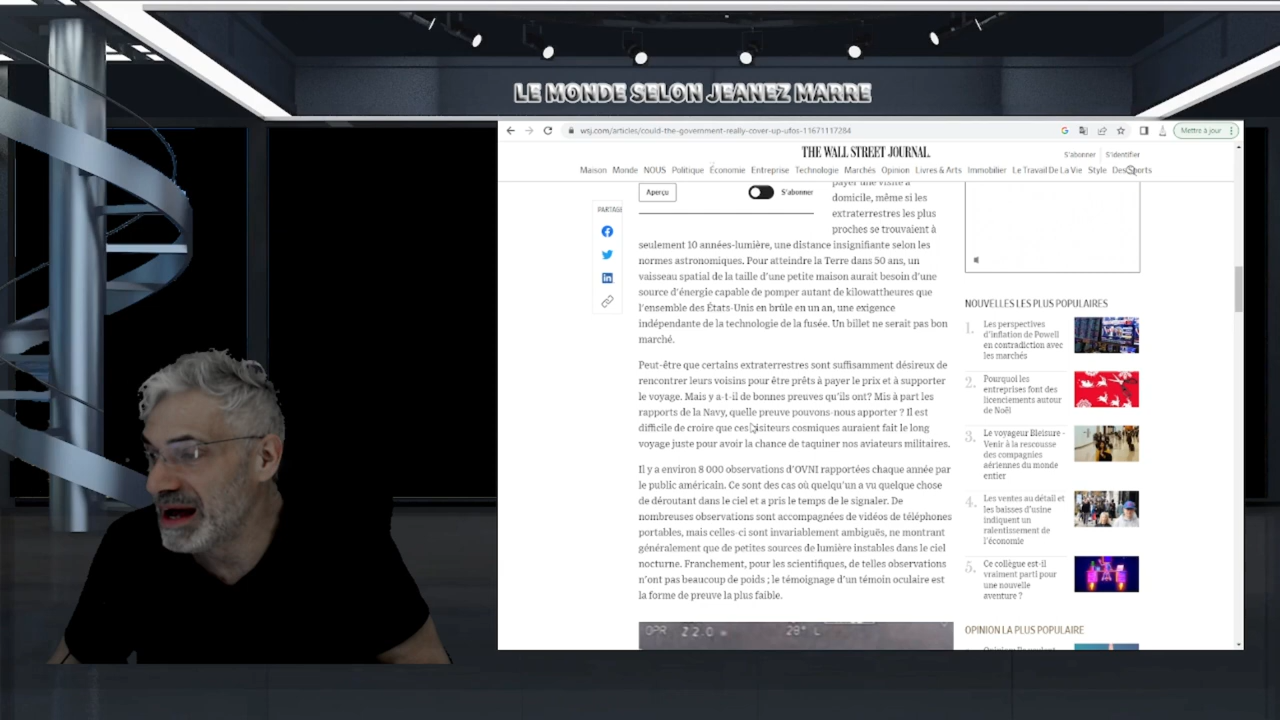 LE MONDE SELON JEANEZ MARRE
wsj.com/articles/could-the-government-really-cover-up-ufos-11671117284
Mettre à jour
THE WALL STREET JOURNAL.
S'abonner
S'identifier
Maison Monde NOUS Politique Économie Entreprise Technologie Marchés Opinion Livres & Arts Immobilier Le Travail De La Vie Style Des Sports
Aperçu
S'abonner
PARTAGE
payer une visite à
domicile, même si les
extraterrestres les plus
proches se trouvaient à
seulement 10 années-lumière, une distance insignifiante selon les
normes astronomiques. Pour atteindre la Terre dans 50 ans, un
vaisseau spatial de la taille d'une petite maison aurait besoin d'une
source d'énergie capable de pomper autant de kilowattheures que
l'ensemble des États-Unis en brûle en un an, une exigence
indépendante de la technologie de la fusée. Un billet ne serait pas bon
marché.
Peut-être que certains extraterrestres sont suffisamment désireux de
rencontrer leurs voisins pour être prêts à payer le prix et à supporter
le voyage. Mais y a-t-il de bonnes preuves qu'ils ont? Mis à part les
rapports de la Navy, quelle preuve pouvons-nous apporter ? Il est
difficile de croire que ces visiteurs cosmiques auraient fait le long
voyage juste pour avoir la chance de taquiner nos aviateurs militaires.
Il y a environ 8 000 observations d'OVNI rapportées chaque année par
le public américain. Ce sont des cas où quelqu'un a vu quelque chose
de déroutant dans le ciel et a pris le temps de le signaler. De
nombreuses observations sont accompagnées de vidéos de téléphones
portables, mais celles-ci sont invariablement ambiguës, ne montrant
généralement que de petites sources de lumière instables dans le ciel
nocturne. Franchement, pour les scientifiques, de telles observations
n'ont pas beaucoup de poids ; le témoignage d'un témoin oculaire est
la forme de preuve la plus faible.
OPR 22.0 28° L
NOUVELLES LES PLUS POPULAIRES
1. Les perspectives
d'inflation de Powell
en contradiction avec
les marchés
2. Pourquoi les
entreprises font des
licenciements autour
de Noël
3. Le voyageur Bleisure -
Venir à la rescousse
des compagnies
aériennes du monde
entier
4. Les ventes au détail et
les baisses d'usine
indiquent un
ralentissement de
l'économie
5. Ce collègue est-il
vraiment parti pour
une nouvelle
aventure ?
OPINION LA PLUS POPULAIRE